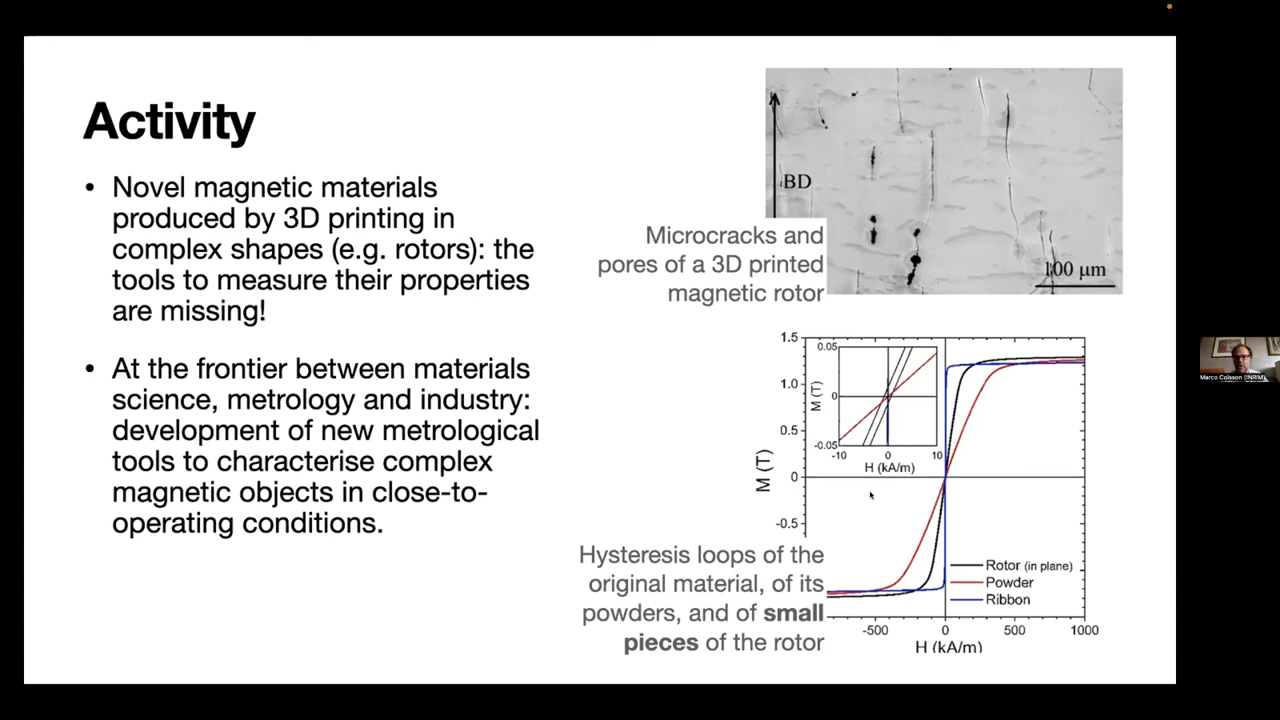 Activity
• Novel magnetic materials
produced by 3D printing in
complex shapes (e.g. rotors): the
tools to measure their properties
are missing!
• At the frontier between materials
science, metrology and industry:
development of new metrological
tools to characterise complex
magnetic objects in close-to-
operating conditions.
BD
100 μm
Microcracks and
pores of a 3D printed
magnetic rotor
1.5
1.0
0.5
0
-0.5
M (T)
0.05
0
-0.05
M (T)
-10 0 10
H (kA/m)
Rotor (in plane)
Powder
Ribbon
-500 0 500 1000
H (kA/m)
Hysteresis loops of the
original material, of its
powders, and of small
pieces of the rotor
Marco Coisson (INRIM)